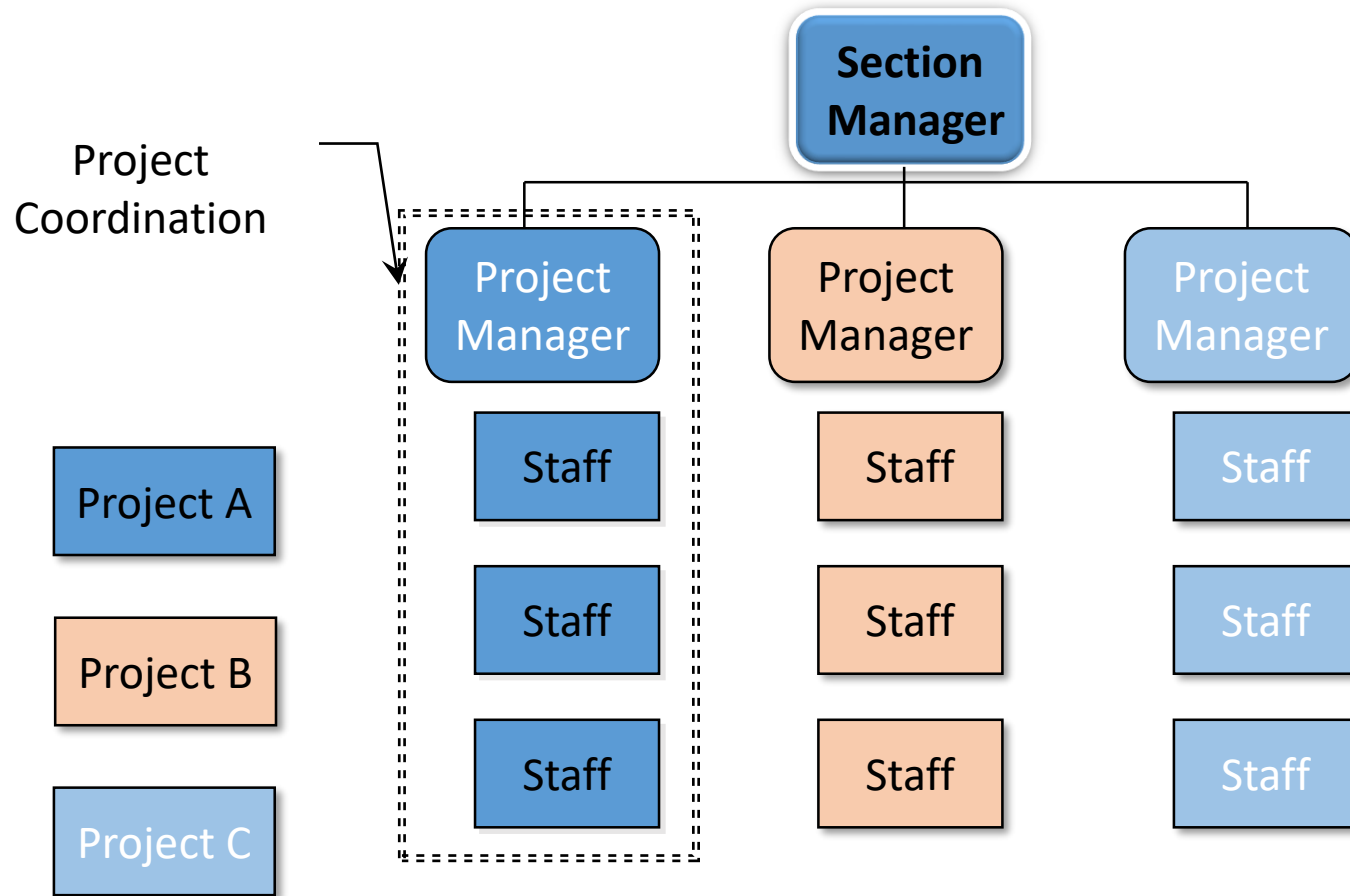 Section
Manager
Project
Coordination
Project
Manager
Project
Manager
Project
Manager
Staff
Staff
Staff
Project A
Staff
Staff
Staff
Project B
Staff
Staff
Staff
Project C